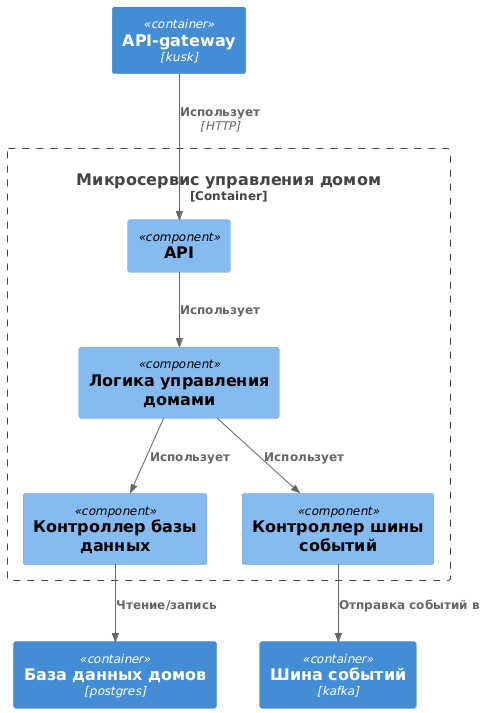 «container»
API-gateway
[kusk]
Использует
[HTTP]
Микросервис управления домом
[Container]
«component»
API
Использует
«component»
Логика управления
домами
Использует
Использует
«component»
Контроллер базы
данных
«component»
Контроллер шины
событий
Чтение/запись
Отправка событий в
«container»
База данных домов
[postgres]
«container»
Шина событий
[kafka]